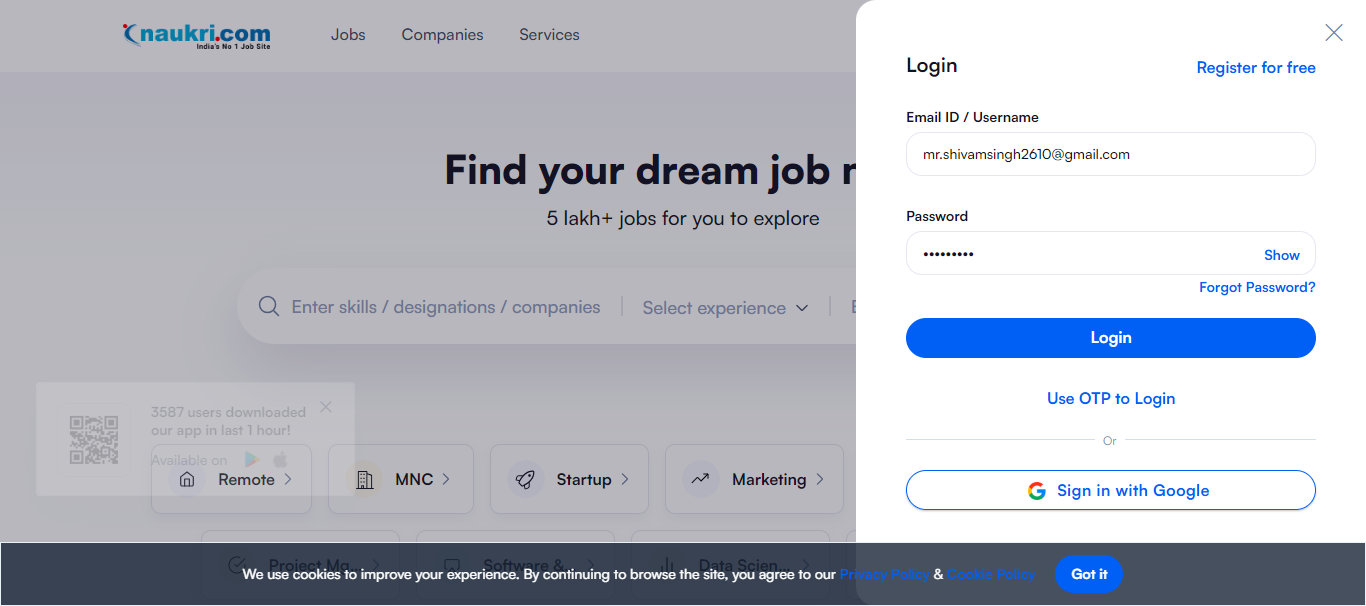 naukri.com
India's No 1 Job Site
Jobs
Companies
Services
Find your dream job
5 lakh+ jobs for you to explore
Enter skills / designations / companies
Select experience
3587 users downloaded
our app in last 1 hour!
Available on
Remote
MNC
Startup
Marketing
Project Mg...
Software &...
Data Scien...
Login
Register for free
Email ID / Username
mr.shivamsingh2610@gmail.com
Password
•••••••••
Show
Forgot Password?
Login
Use OTP to Login
Or
Sign in with Google
We use cookies to improve your experience. By continuing to browse the site, you agree to our Privacy Policy & Cookie Policy
Got it